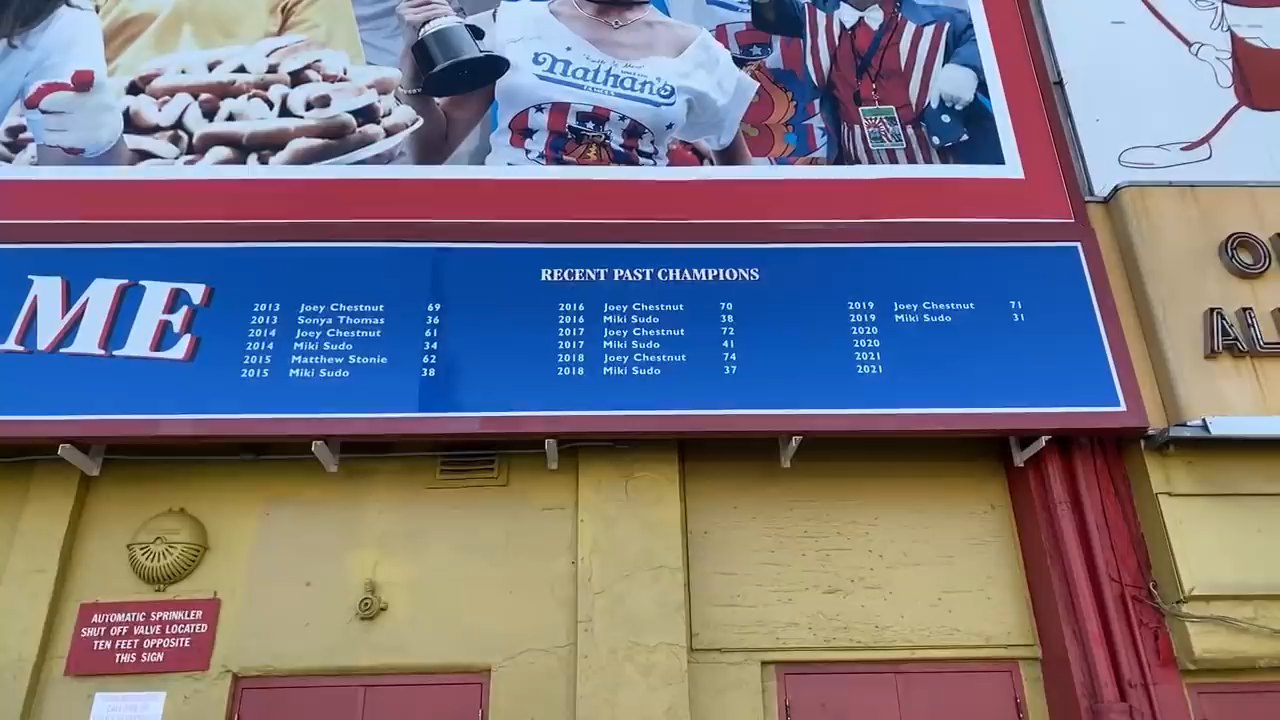 Nathan's
FAMOUS
ME
RECENT PAST CHAMPIONS
2013 Joey Chestnut 69
2013 Sonya Thomas 36
2014 Joey Chestnut 61
2014 Miki Sudo 34
2015 Matthew Stonie 62
2015 Miki Sudo 38
2016 Joey Chestnut 70
2016 Miki Sudo 38
2017 Joey Chestnut 72
2017 Miki Sudo 41
2018 Joey Chestnut 74
2018 Miki Sudo 37
2019 Joey Chestnut 71
2019 Miki Sudo 31
2020
2020
2021
2021
O
AL
AUTOMATIC SPRINKLER
SHUT OFF VALVE LOCATED
TEN FEET OPPOSITE
THIS SIGN